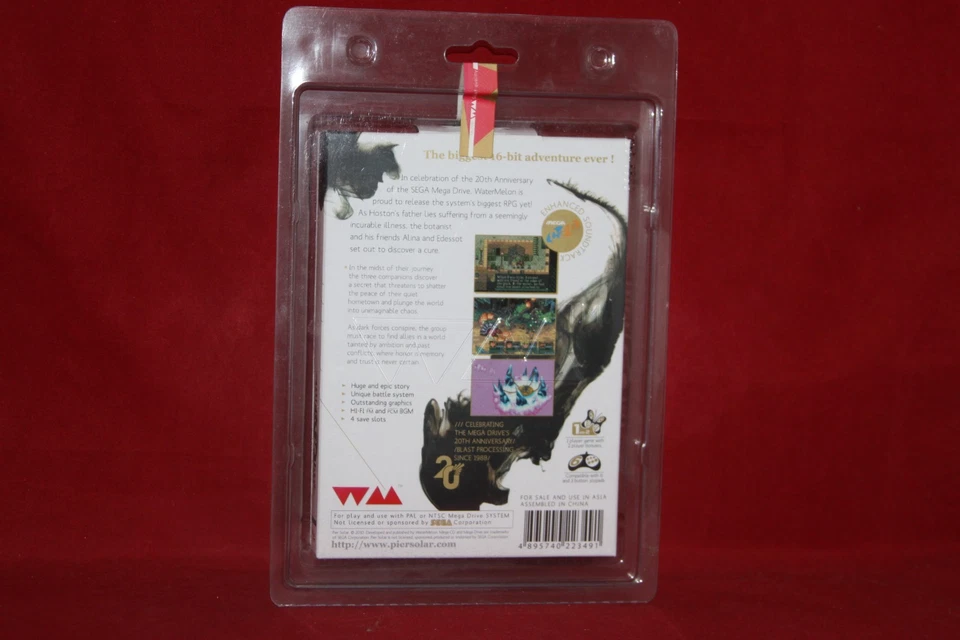 The biggest 16-bit adventure ever !
In celebration of the 20th Anniversary
of the SEGA Mega Drive, WaterMelon is
proud to release the system's biggest RPG yet!
As Hoston's father lies suffering from a seemingly
incurable illness, the botanist
and his friends Alina and Edessot
set out to discover a cure.
ENHANCED SOUNDTRACK
In the midst of their journey
the three companions discover
a secret that threatens to shatter
the peace of their quiet
hometown and plunge the world
into unimaginable chaos.
As dark forces conspire, the group
must race to find allies in a world
tainted by ambition and past
conflicts, where honor is memory
and trust is never certain.
Huge and epic story
Unique battle system
Outstanding graphics
Hi-Fi FM and PCM BGM
4 save slots
/// CELEBRATING
THE MEGA DRIVE'S
20TH ANNIVERSARY/
/BLAST PROCESSING
SINCE 1988/
20
WM
For play and use with PAL or NTSC Mega Drive SYSTEM
Not licensed or sponsored by SEGA Corporation
http://www.piersolar.com
FOR SALE AND USE IN ASIA
ASSEMBLED IN CHINA
4 895740 223491